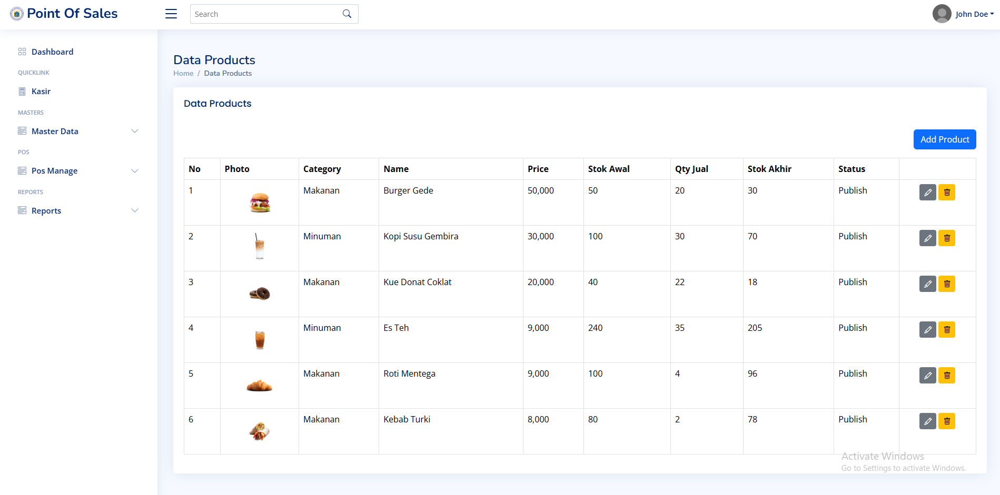 Point Of Sales
Search
John Doe
Dashboard
QUICKLINK
Kasir
MASTERS
Master Data
POS
Pos Manage
REPORTS
Reports
Data Products
Home / Data Products
Data Products
Add Product
No Photo Category Name Price Stok Awal Qty Jual Stok Akhir Status
1 Makanan Burger Gede 50,000 50 20 30 Publish
2 Minuman Kopi Susu Gembira 30,000 100 30 70 Publish
3 Makanan Kue Donat Coklat 20,000 40 22 18 Publish
4 Minuman Es Teh 9,000 240 35 205 Publish
5 Makanan Roti Mentega 9,000 100 4 96 Publish
6 Makanan Kebab Turki 8,000 80 2 78 Publish
Activate Windows
Go to Settings to activate Windows.